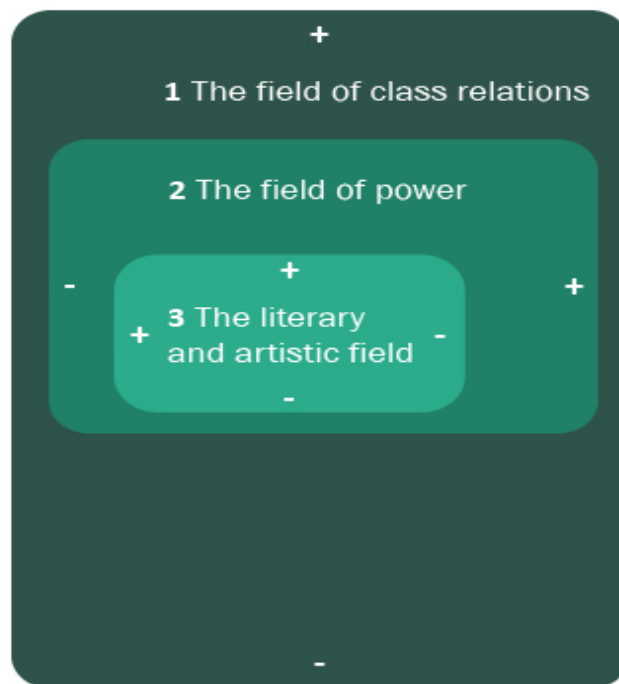 +
1 The field of class relations
2 The field of power
+
- +
+ 3 The literary -
and artistic field
-
-